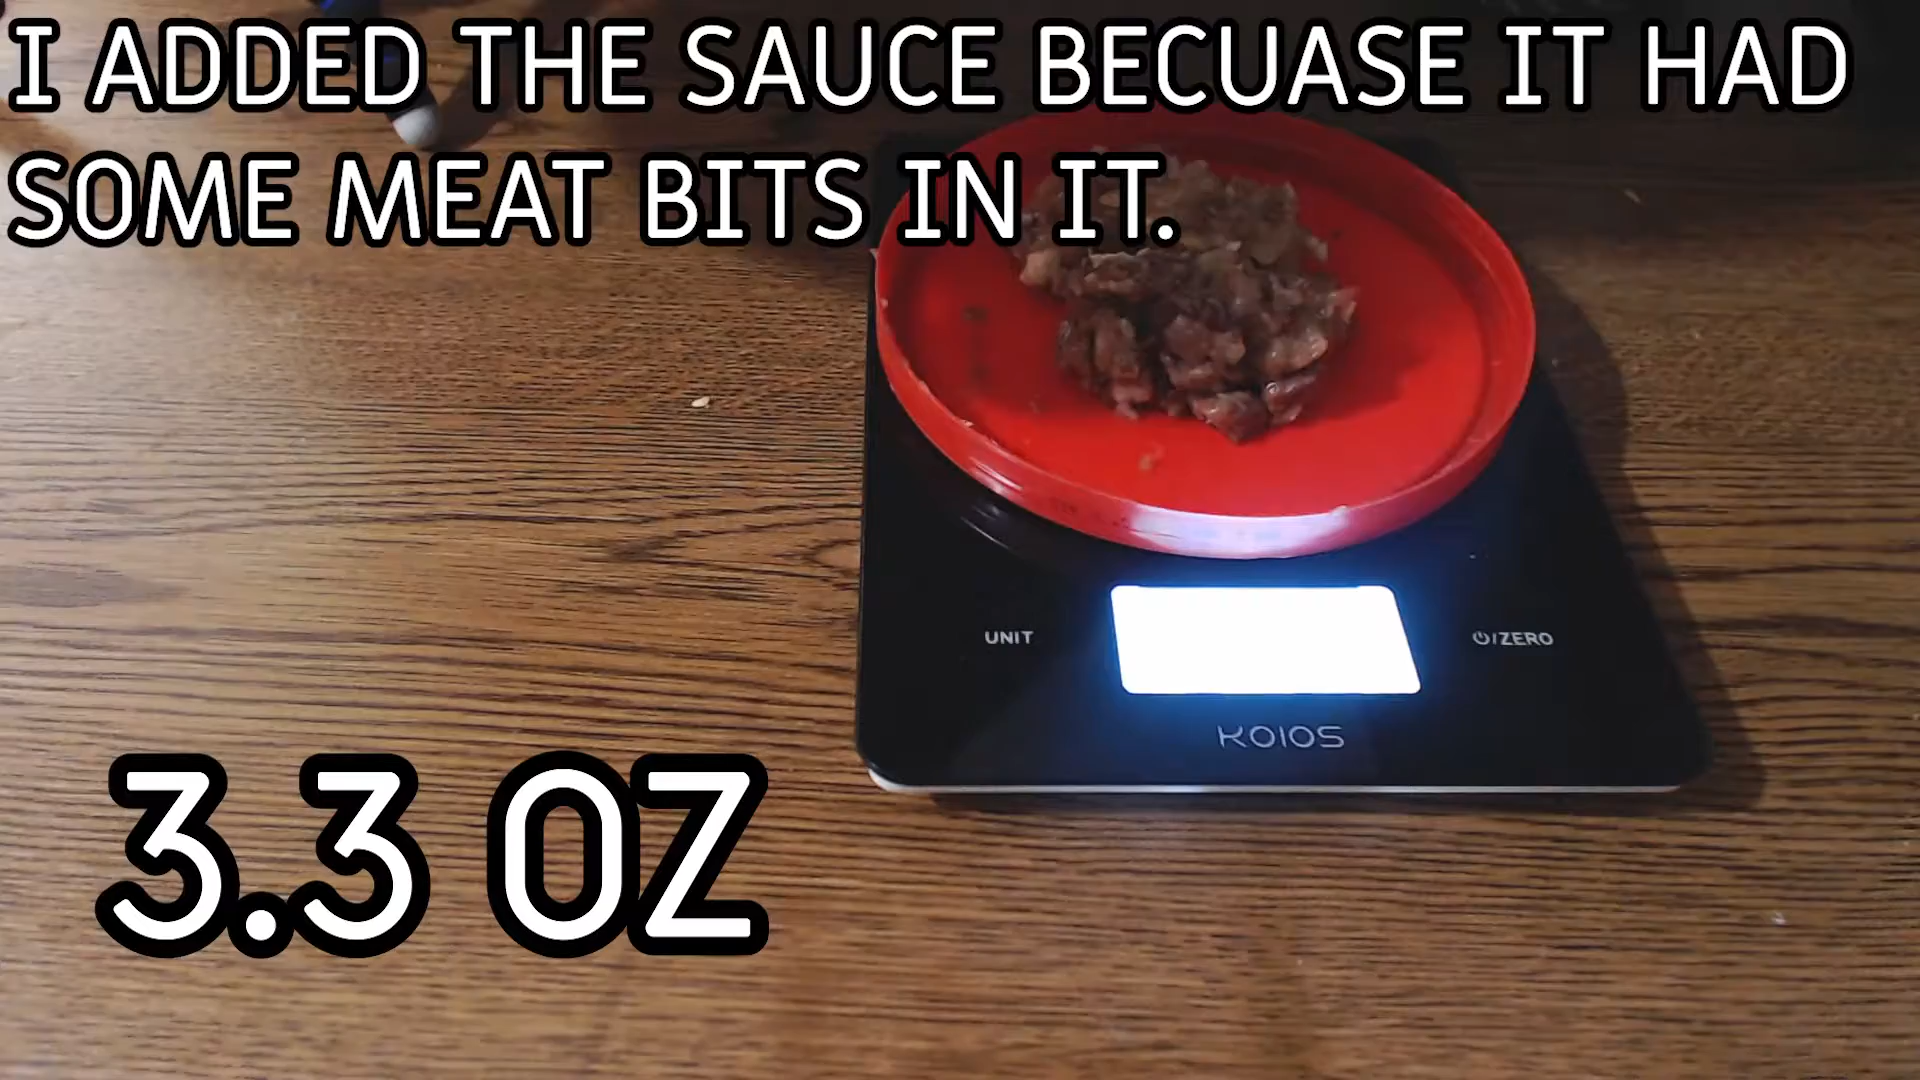 I ADDED THE SAUCE BECUASE IT HAD
SOME MEAT BITS IN IT.
UNIT
⏻/ZERO
KOIOS
3.3 OZ